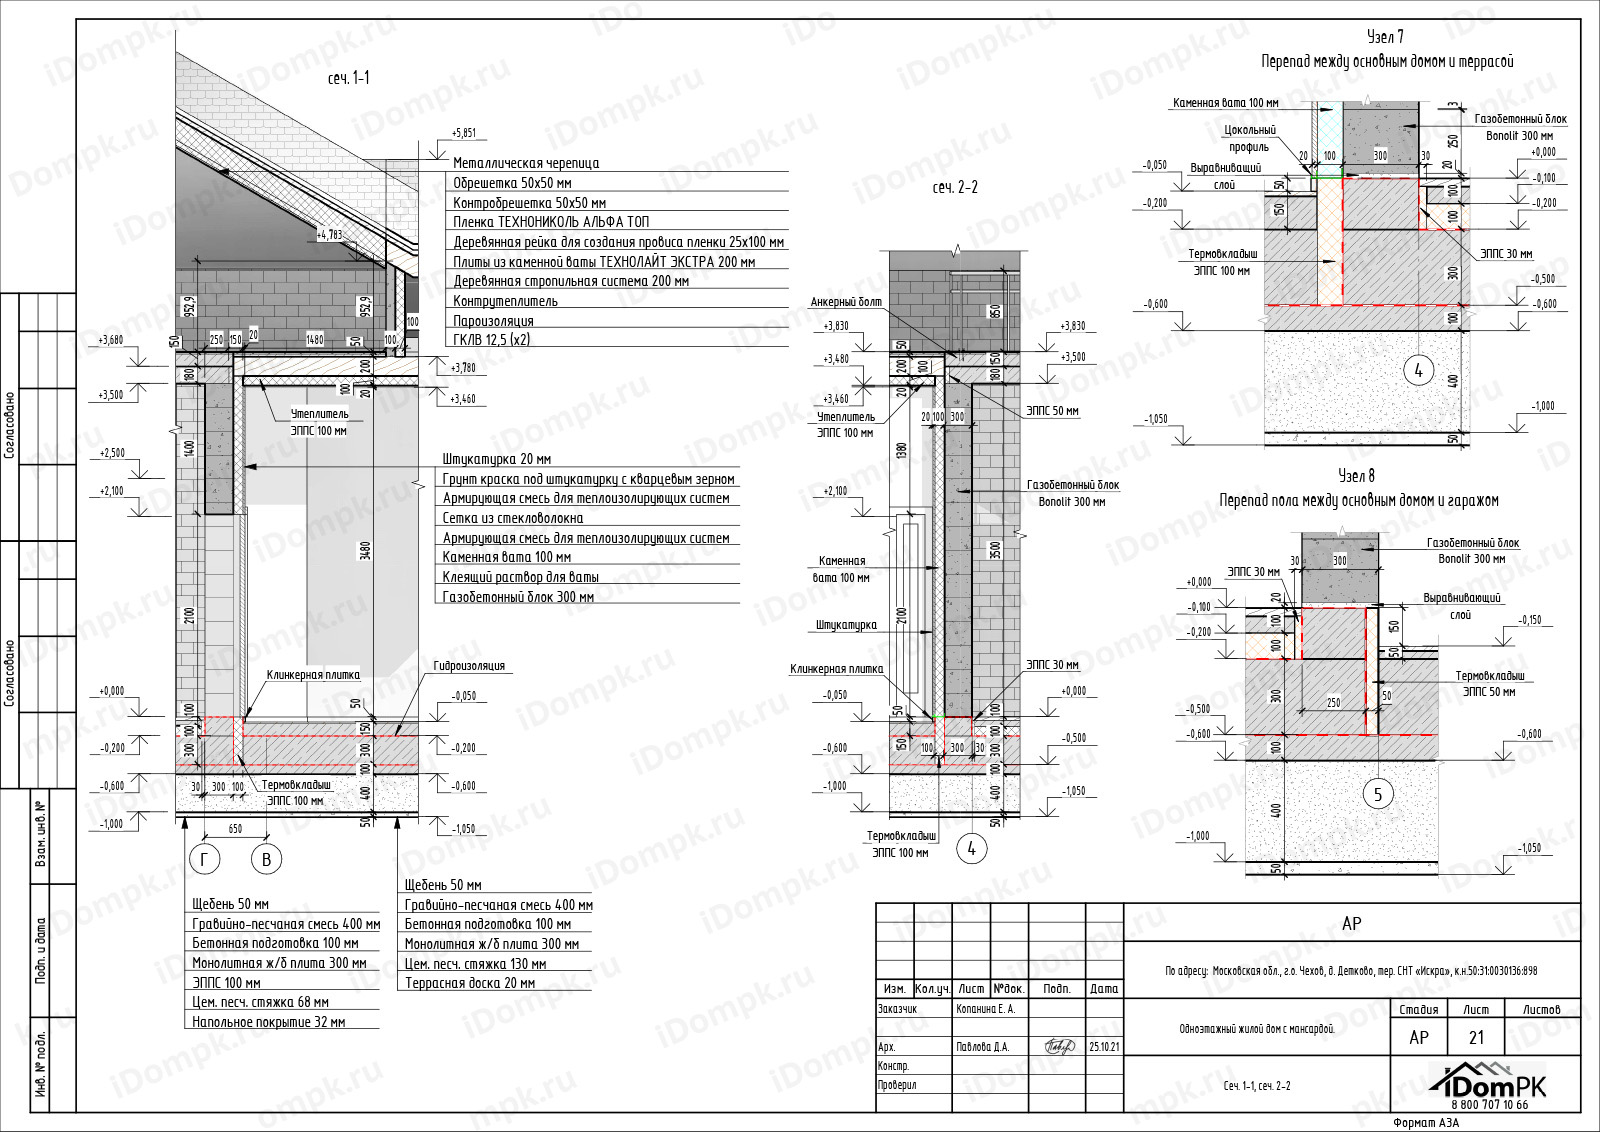 сеч. 1-1
+5,851
Металлическая черепица
Обрешетка 50х50 мм
Контробрешетка 50х50 мм
Пленка ТЕХНОНИКОЛЬ АЛЬФА ТОП
Деревянная рейка для создания провиса пленки 25х100 мм
Плиты из каменной ваты ТЕХНОЛАЙТ ЭКСТРА 200 мм
Деревянная стропильная система 200 мм
Контрутеплитель
Пароизоляция
ГКЛВ 12,5 (х2)
+4,783
952,9
952,9
100
+3,680
150
250
150
20
1480
50
100
180
200
+3,780
+3,500
100
20
+3,460
Утеплитель
ЭППС 100 мм
1400
+2,500
+2,100
Штукатурка 20 мм
Грунт краска под штукатурку с кварцевым зерном
Армирующая смесь для теплоизолирующих систем
Сетка из стекловолокна
Армирующая смесь для теплоизолирующих систем
Каменная вата 100 мм
Клеящий раствор для ваты
Газобетонный блок 300 мм
3480
2100
Клинкерная плитка
Гидроизоляция
+0,000
-0,050
50
100
100
150
-0,200
-0,200
300
300
100
-0,600
-0,600
30
300
100
Термовкладыш
ЭППС 100 мм
400
-1,000
50
-1,050
650
Г
В
Щебень 50 мм
Гравийно-песчаная смесь 400 мм
Бетонная подготовка 100 мм
Монолитная ж/б плита 300 мм
ЭППС 100 мм
Цем. песч. стяжка 68 мм
Напольное покрытие 32 мм
Щебень 50 мм
Гравийно-песчаная смесь 400 мм
Бетонная подготовка 100 мм
Монолитная ж/б плита 300 мм
Цем. песч. стяжка 130 мм
Террасная доска 20 мм
сеч. 2-2
Анкерный болт
850
+3,830
+3,830
50
150
+3,480
200
100
+3,500
180
+3,460
20
Утеплитель
ЭППС 100 мм
20
100
300
ЭППС 50 мм
1380
+2,100
Газобетонный блок
Bonolit 300 мм
3500
Каменная
вата 100 мм
2100
Штукатурка
Клинкерная плитка
ЭППС 30 мм
-0,050
+0,000
50
100
100
150
-0,600
100
300
30
300
-0,500
100
-1,000
400
-1,050
50
Термовкладыш
ЭППС 100 мм
4
Узел 7
Перепад между основным домом и террасой
Каменная вата 100 мм
3
Газобетонный блок
Bonolit 300 мм
Цокольный
профиль
250
20
100
300
30
20
+0,000
-0,050
Выравниващий
слой
50
100
-0,100
150
100
-0,200
-0,200
Термовкладыш
ЭППС 100 мм
ЭППС 30 мм
300
-0,500
-0,600
-0,600
100
4
400
-1,050
-1,000
50
Узел 8
Перепад пола между основным домом и гаражом
Газобетонный блок
Bonolit 300 мм
30
300
ЭППС 30 мм
+0,000
20
Выравнивающий
слой
-0,100
100
150
-0,150
-0,200
100
50
Термовкладыш
ЭППС 50 мм
300
250
50
-0,500
-0,600
100
-0,600
5
400
-1,000
50
-1,050
Согласовано
Согласовано
Взам. инв. №
Подп. и дата
Инв. № подл.
АР
По адресу: Московская обл., г.о. Чехов, д. Детково, тер. СНТ «Искра», к.н.50:31:0030136:898
Изм.
Кол.уч.
Лист
№док.
Подп.
Дата
Заказчик
Копанина Е. А.
Одноэтажный жилой дом с мансардой.
Стадия
Лист
Листов
АР
21
Арх.
Павлова Д.А.
25.10.21
Констр.
Проверил
Сеч. 1-1, сеч. 2-2
iDomPK
8 800 707 10 66
Формат А3А